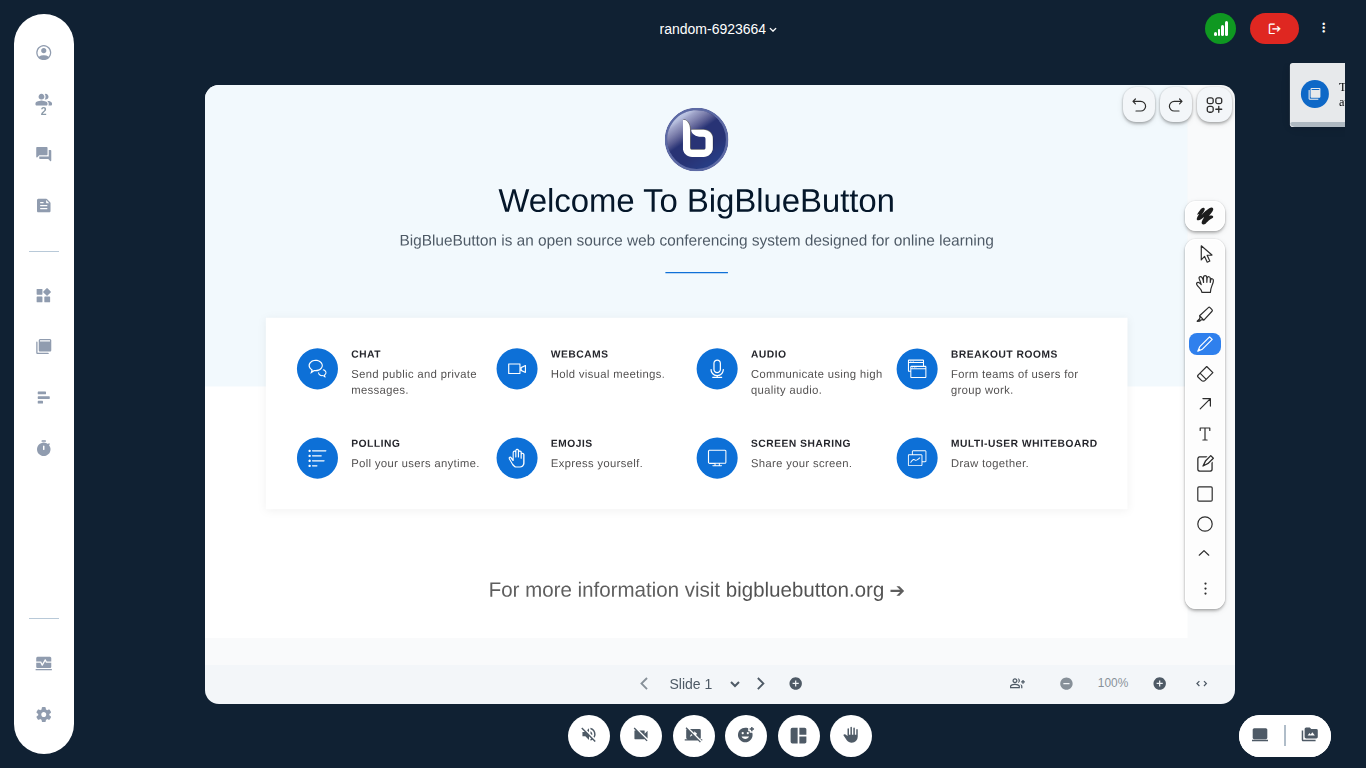 random-6923664
2
Welcome To BigBlueButton
BigBlueButton is an open source web conferencing system designed for online learning
CHAT
Send public and private
messages.
WEBCAMS
Hold visual meetings.
AUDIO
Communicate using high
quality audio.
BREAKOUT ROOMS
Form teams of users for
group work.
POLLING
Poll your users anytime.
EMOJIS
Express yourself.
SCREEN SHARING
Share your screen.
MULTI-USER WHITEBOARD
Draw together.
For more information visit bigbluebutton.org ➔
Slide 1
100%